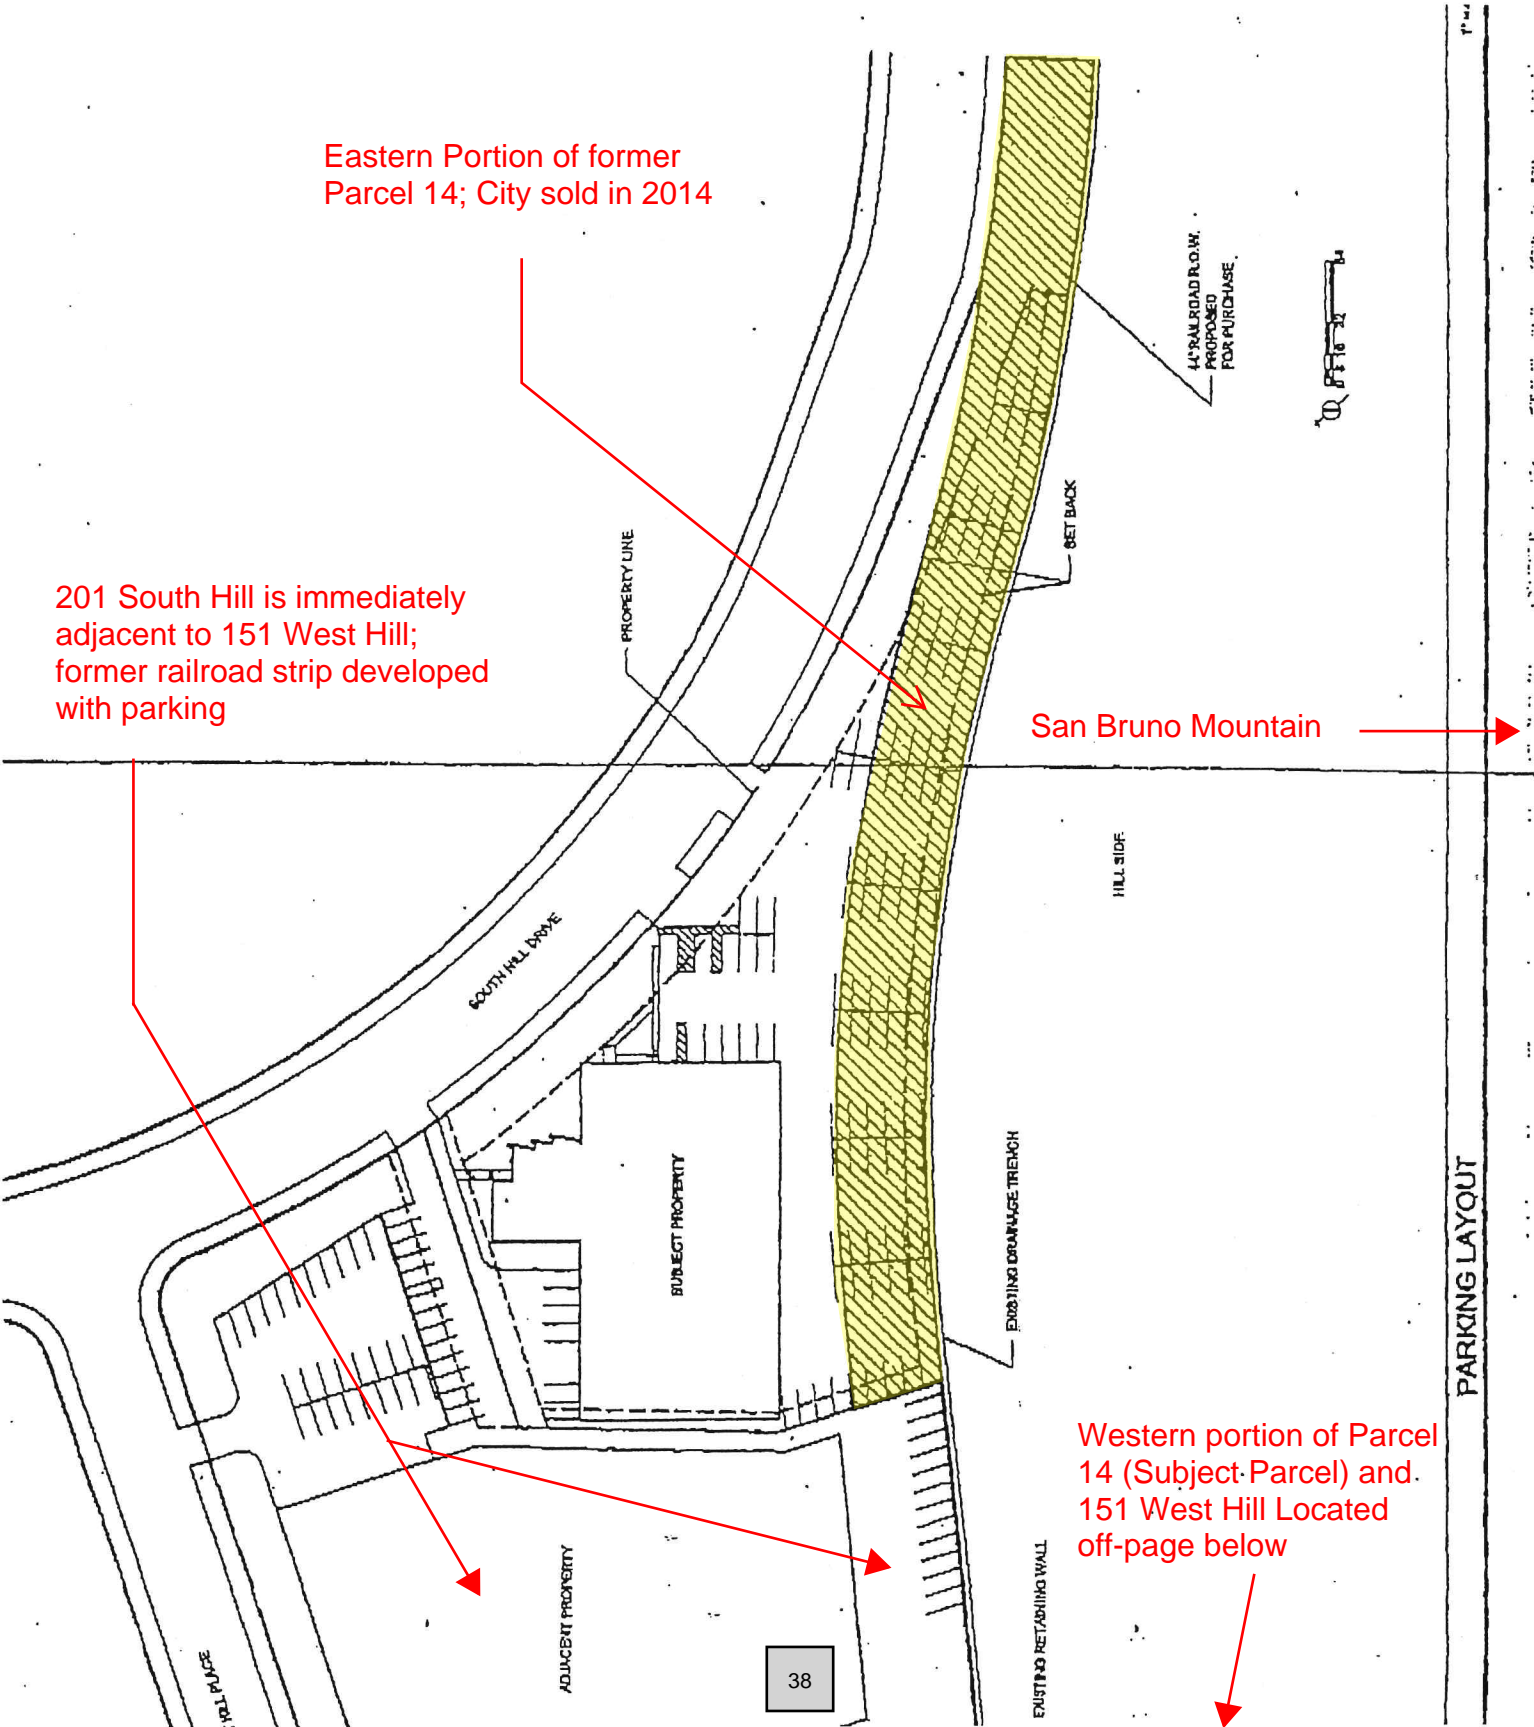 Eastern Portion of former
Parcel 14; City sold in 2014
44' RAILROAD R.O.W.
PROPOSED
FOR PURCHASE
SET BACK
PROPERTY LINE
201 South Hill is immediately
adjacent to 151 West Hill;
former railroad strip developed
with parking
San Bruno Mountain
HILL SIDE
SOUTH HILL DRIVE
SUBJECT PROPERTY
EXISTING DRAINAGE TRENCH
PARKING LAYOUT
Western portion of Parcel
14 (Subject Parcel) and
151 West Hill Located
off-page below
ADJACENT PROPERTY
EXISTING RETAINING WALL
HILL PLACE
38